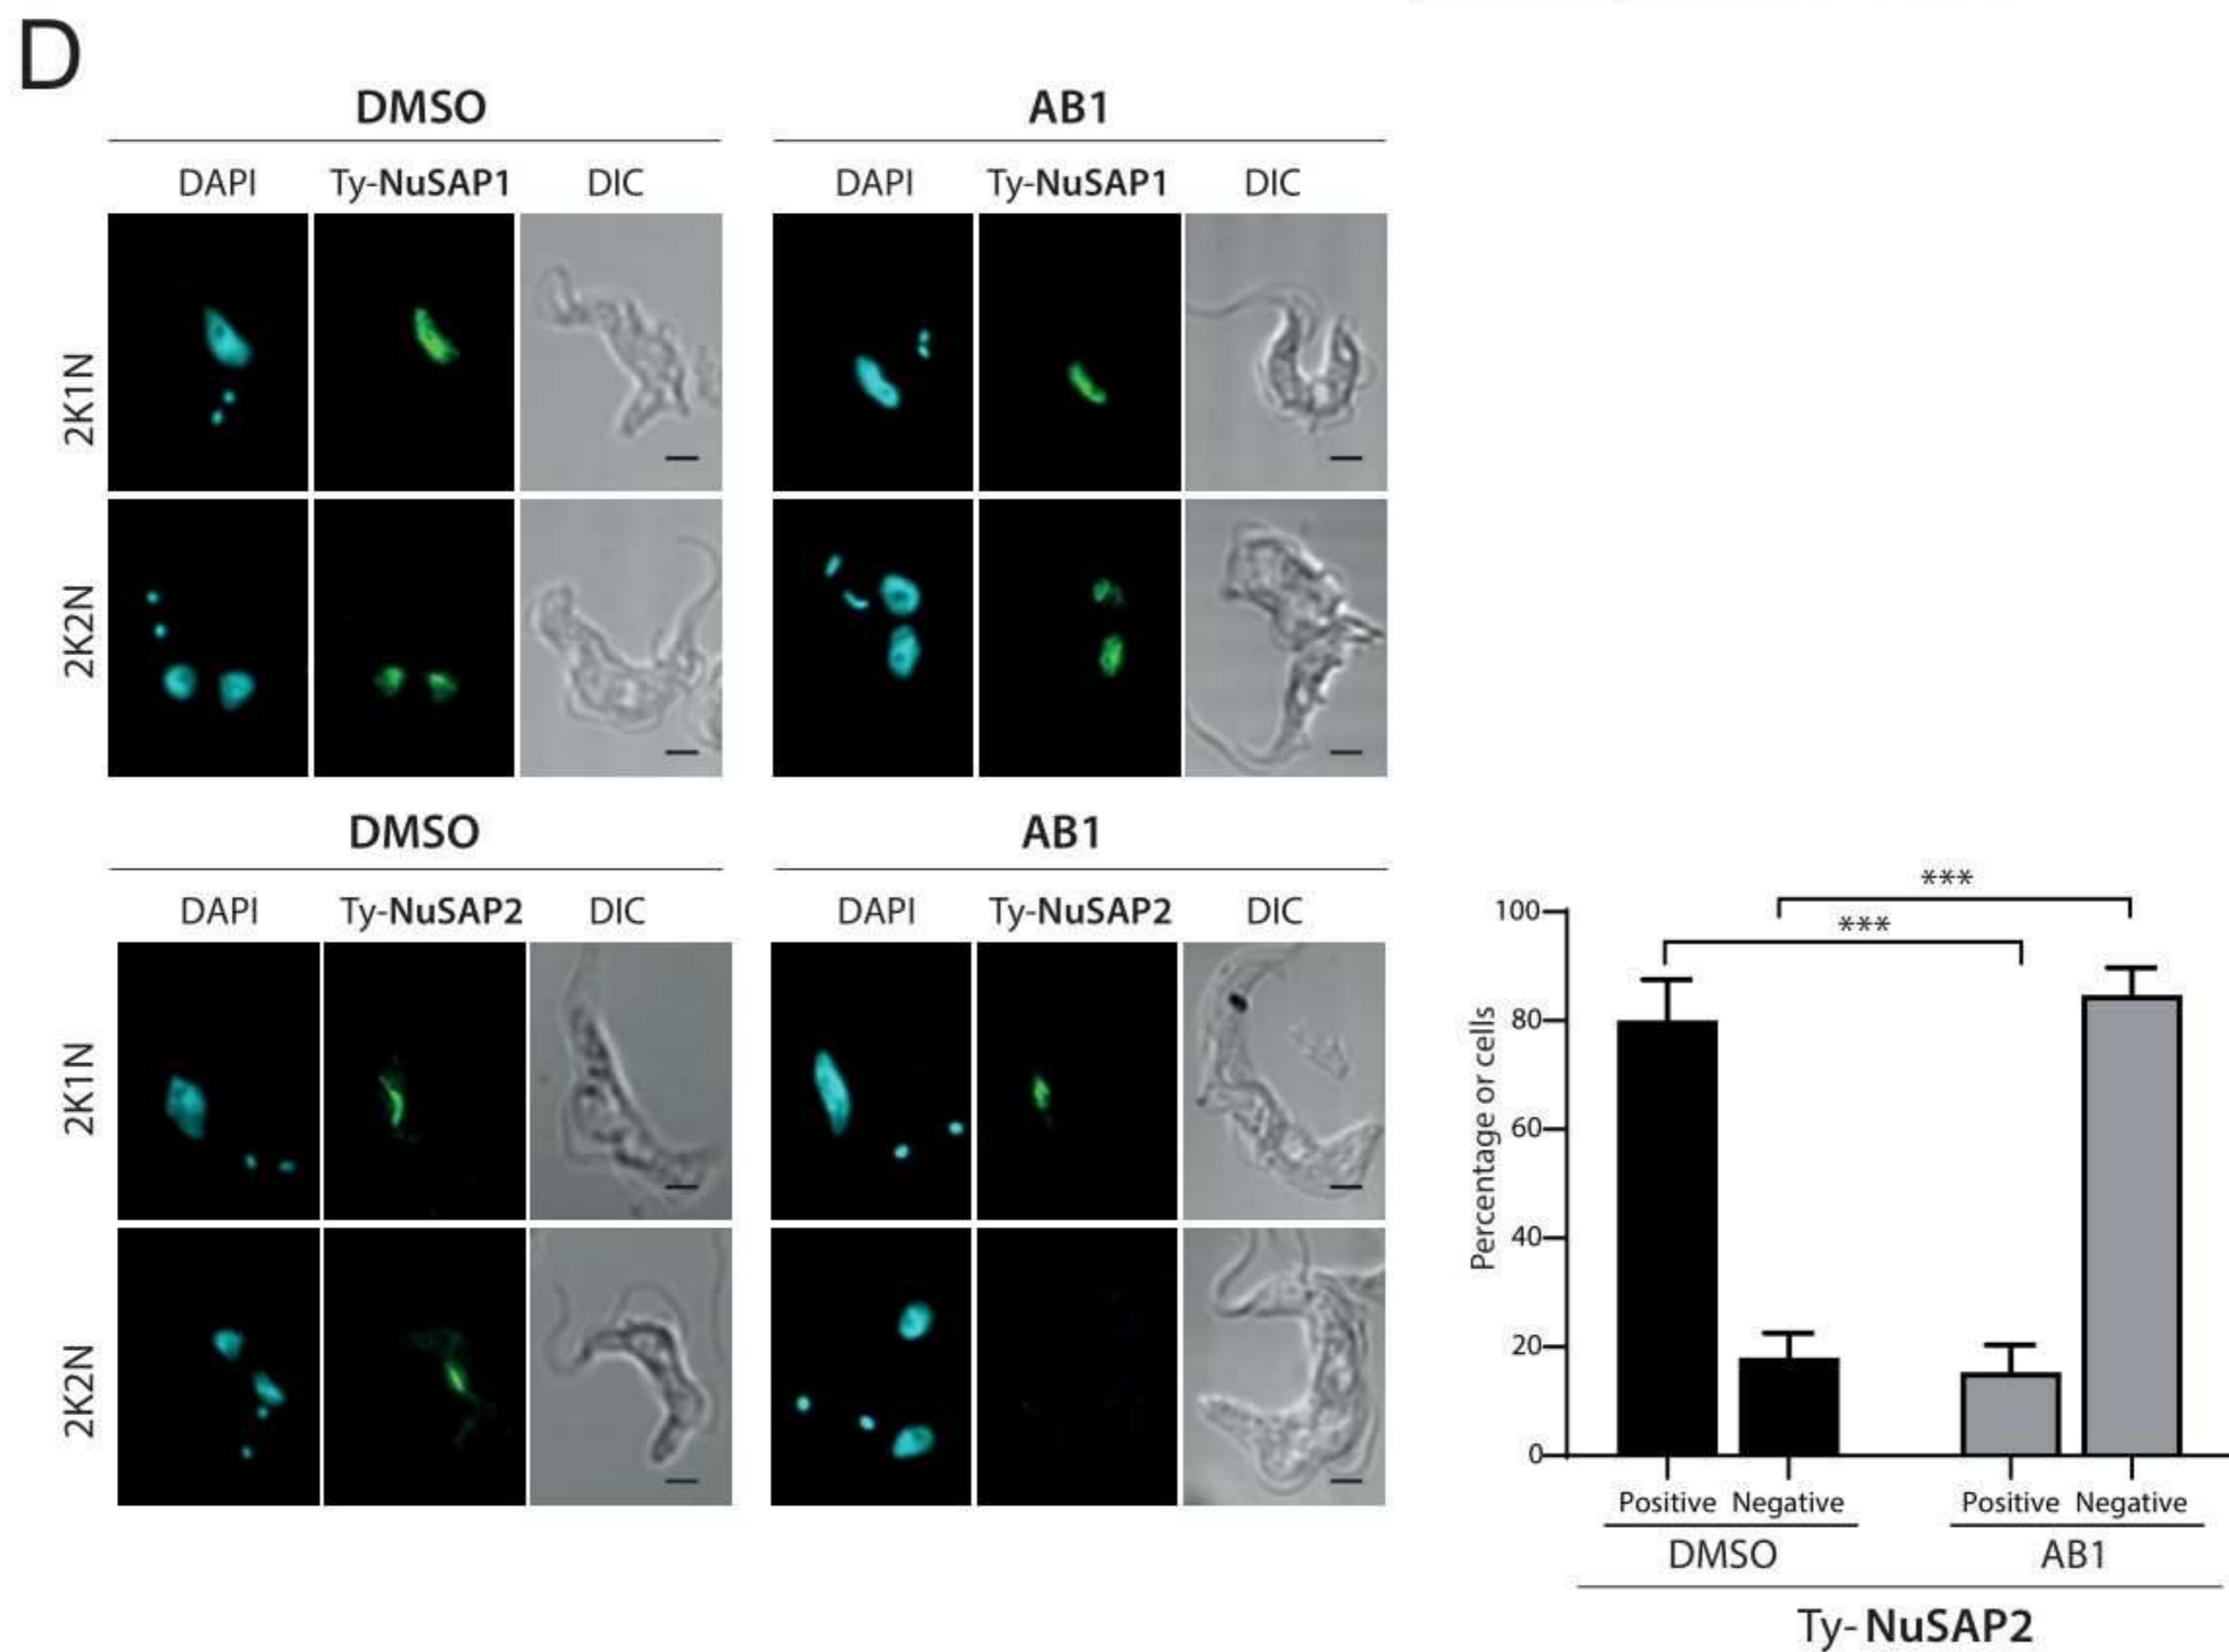 D
DMSO
AB1
DAPI Ty-NuSAP1 DIC
DAPI Ty-NuSAP1 DIC
2K1N
2K2N
DMSO
AB1
DAPI Ty-NuSAP2 DIC
DAPI Ty-NuSAP2 DIC
2K1N
2K2N
***
***
Percentage or cells
100
80
60
40
20
0
Positive Negative
Positive Negative
DMSO
AB1
Ty-NuSAP2